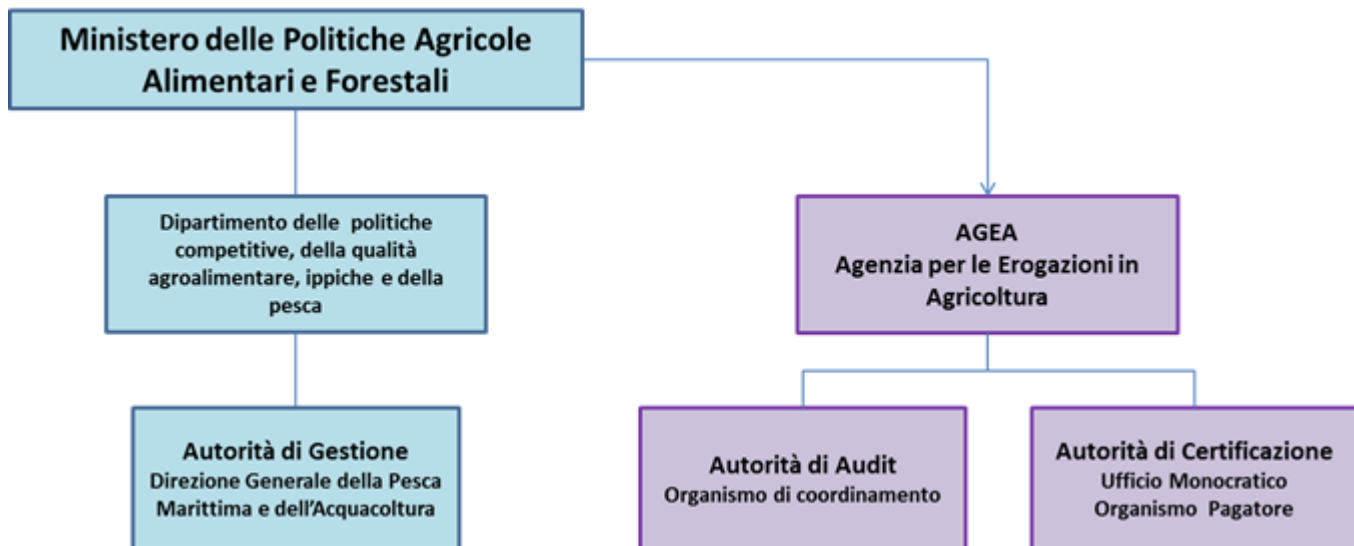 Ministero delle Politiche Agricole
Alimentari e Forestali
Dipartimento delle politiche
competitive, della qualità
agroalimentare, ippiche e della
pesca
AGEA
Agenzia per le Erogazioni in
Agricoltura
Autorità di Gestione
Direzione Generale della Pesca
Marittima e dell'Acquacoltura
Autorità di Audit
Organismo di coordinamento
Autorità di Certificazione
Ufficio Monocratico
Organismo Pagatore